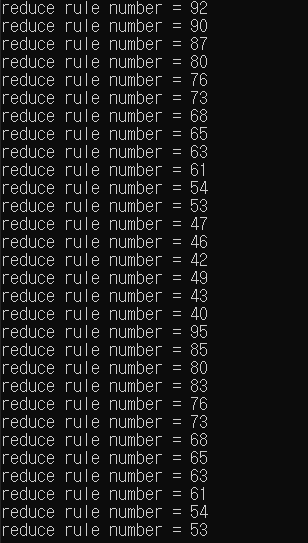 reduce rule number = 92
reduce rule number = 90
reduce rule number = 87
reduce rule number = 80
reduce rule number = 76
reduce rule number = 73
reduce rule number = 68
reduce rule number = 65
reduce rule number = 63
reduce rule number = 61
reduce rule number = 54
reduce rule number = 53
reduce rule number = 47
reduce rule number = 46
reduce rule number = 42
reduce rule number = 49
reduce rule number = 43
reduce rule number = 40
reduce rule number = 95
reduce rule number = 85
reduce rule number = 80
reduce rule number = 83
reduce rule number = 76
reduce rule number = 73
reduce rule number = 68
reduce rule number = 65
reduce rule number = 63
reduce rule number = 61
reduce rule number = 54
reduce rule number = 53